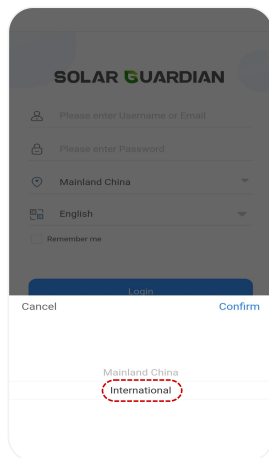 SOLAR GUARDIAN
Please enter Username or Email
Please enter Password
Mainland China
English
Remember me
Login
Cancel Confirm
Mainland China
International